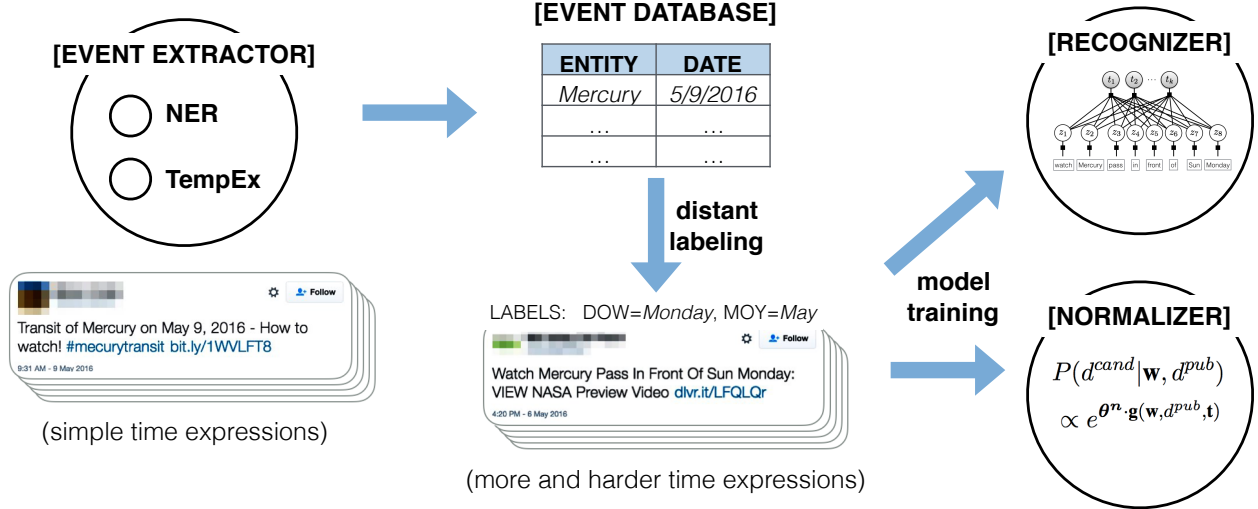 [EVENT EXTRACTOR]
NER
TempEx
Follow
Transit of Mercury on May 9, 2016 - How to
watch! #mecurytransit bit.ly/1WVLFT8
9:31 AM - 9 May 2016
(simple time expressions)
[EVENT DATABASE]
ENTITY DATE
Mercury 5/9/2016
... ...
... ...
distant
labeling
LABELS: DOW=Monday, MOY=May
Follow
Watch Mercury Pass In Front Of Sun Monday:
VIEW NASA Preview Video dlvr.it/LFQLQr
4:20 PM - 6 May 2016
(more and harder time expressions)
model
training
[RECOGNIZER]
t₁ t₂ ⋯ tₖ
z₁ z₂ z₃ z₄ z₅ z₆ z₇ z₈
watch Mercury pass in front of Sun Monday
[NORMALIZER]
P(d^{cand}|w, d^{pub})
∝ e^{θ^n·g(w,d^{pub},t)}